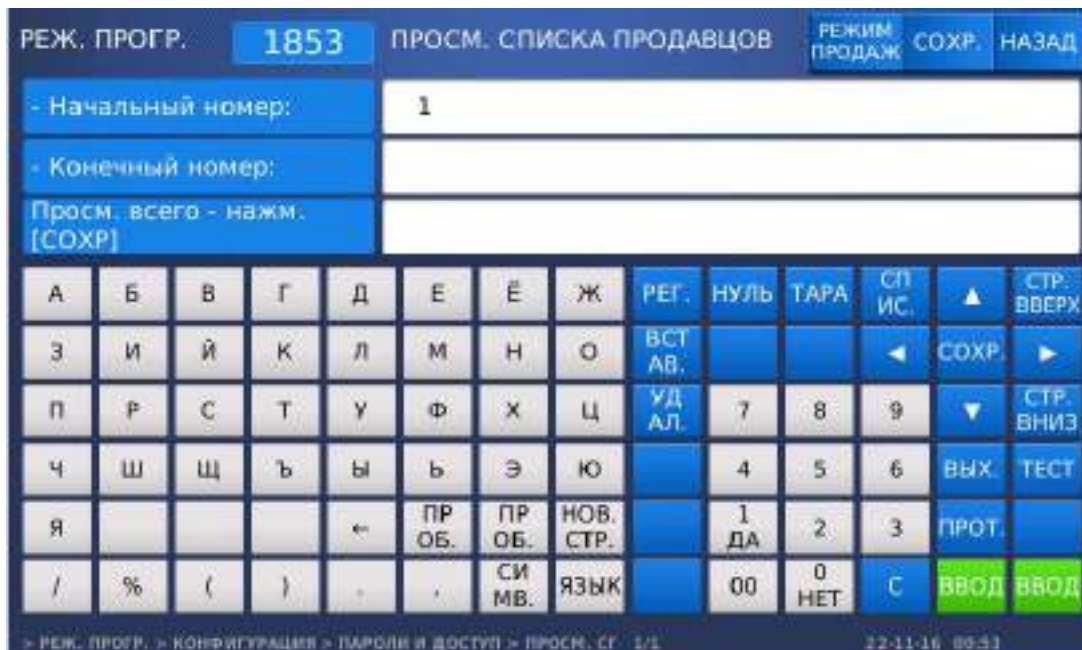 РЕЖ. ПРОГР. 1853 ПРОСМ. СПИСКА ПРОДАВЦОВ РЕЖИМ ПРОДАЖ СОХР. НАЗАД
- Начальный номер: 1
- Конечный номер:
Просм. всего - нажм.
[СОХР]
А Б В Г Д Е Ё Ж РЕГ. НУЛЬ ТАРА СП ИС. ▲ СТР. ВВЕРХ
З И Й К Л М Н О ВСТ АВ. ◄ СОХР. ►
П Р С Т У Ф Х Ц УД АЛ. 7 8 9 ▼ СТР. ВНИЗ
Ч Ш Щ Ъ Ы Ь Э Ю 4 5 6 ВЫХ. ТЕСТ
Я ← ПР ОБ. ПР ОБ. НОВ. СТР. 1 ДА 2 3 ПРОТ.
/ % ( ) . , СИ МВ. ЯЗЫК 00 0 НЕТ С ВВОД ВВОД
> РЕЖ. ПРОГР. > КОНФИГУРАЦИЯ > ПАРОЛИ И ДОСТУП > ПРОСМ. СГ 1/1 22-11-16 00:53